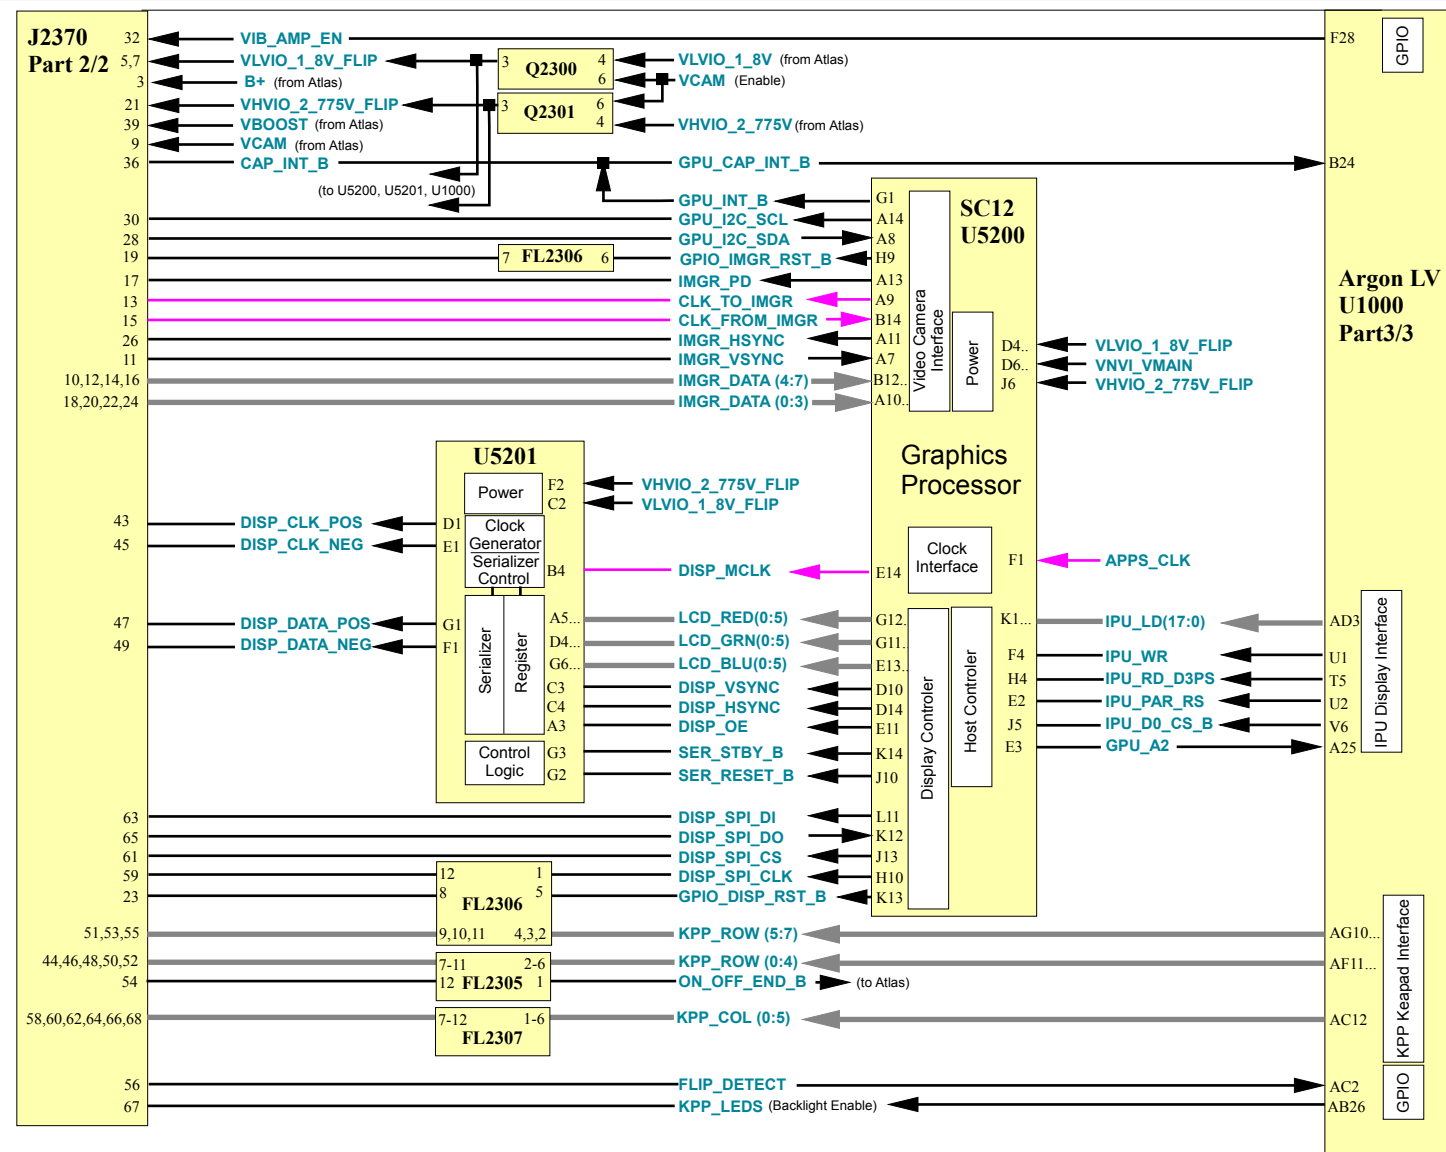 J2370
Part 2/2
32 VIB_AMP_EN F28 GPIO
5,7 VLVIO_1_8V_FLIP 3 Q2300 4 VLVIO_1_8V (from Atlas)
3 B+ (from Atlas) 6 VCAM (Enable)
21 VHVIO_2_775V_FLIP 3 Q2301 6
39 VBOOST (from Atlas) 4 VHVIO_2_775V (from Atlas)
9 VCAM (from Atlas)
36 CAP_INT_B GPU_CAP_INT_B B24
(to U5200, U5201, U1000)
GPU_INT_B G1 SC12
30 GPU_I2C_SCL A14 U5200
28 GPU_I2C_SDA A8
19 7 FL2306 6 GPIO_IMGR_RST_B H9
17 IMGR_PD A13
13 CLK_TO_IMGR A9
15 CLK_FROM_IMGR B14
26 IMGR_HSYNC A11
11 IMGR_VSYNC A7
10,12,14,16 IMGR_DATA (4:7) B12..
18,20,22,24 IMGR_DATA (0:3) A10..
Video Camera
Interface
Power
D4.. VLVIO_1_8V_FLIP
D6.. VNVI_VMAIN
J6 VHVIO_2_775V_FLIP
Argon LV
U1000
Part3/3
Graphics
Processor
U5201
Power F2 VHVIO_2_775V_FLIP
C2 VLVIO_1_8V_FLIP
43 DISP_CLK_POS D1
45 DISP_CLK_NEG E1
Clock
Generator
Serializer
Control
B4 DISP_MCLK E14
Clock
Interface
F1 APPS_CLK
47 DISP_DATA_POS G1
49 DISP_DATA_NEG F1
Serializer
Register
A5... LCD_RED(0:5) G12.
D4... LCD_GRN(0:5) G11..
G6... LCD_BLU(0:5) E13..
C3 DISP_VSYNC D10
C4 DISP_HSYNC D14
A3 DISP_OE E11
Control
Logic
G3 SER_STBY_B K14
G2 SER_RESET_B J10
Display Controler
Host Controler
K1... IPU_LD(17:0) AD3
F4 IPU_WR U1
H4 IPU_RD_D3PS T5
E2 IPU_PAR_RS U2
J5 IPU_D0_CS_B V6
E3 GPU_A2 A25
IPU Display Interface
63 DISP_SPI_DI L11
65 DISP_SPI_DO K12
61 DISP_SPI_CS J13
59 12 1 DISP_SPI_CLK H10
23 8 5 GPIO_DISP_RST_B K13
FL2306
51,53,55 9,10,11 4,3,2 KPP_ROW (5:7) AG10...
44,46,48,50,52 7-11 2-6 KPP_ROW (0:4) AF11...
54 12 FL2305 1 ON_OFF_END_B (to Atlas)
58,60,62,64,66,68 7-12 1-6 KPP_COL (0:5) AC12
FL2307
KPP Keapad Interface
56 FLIP_DETECT AC2
67 KPP_LEDS (Backlight Enable) AB26
GPIO